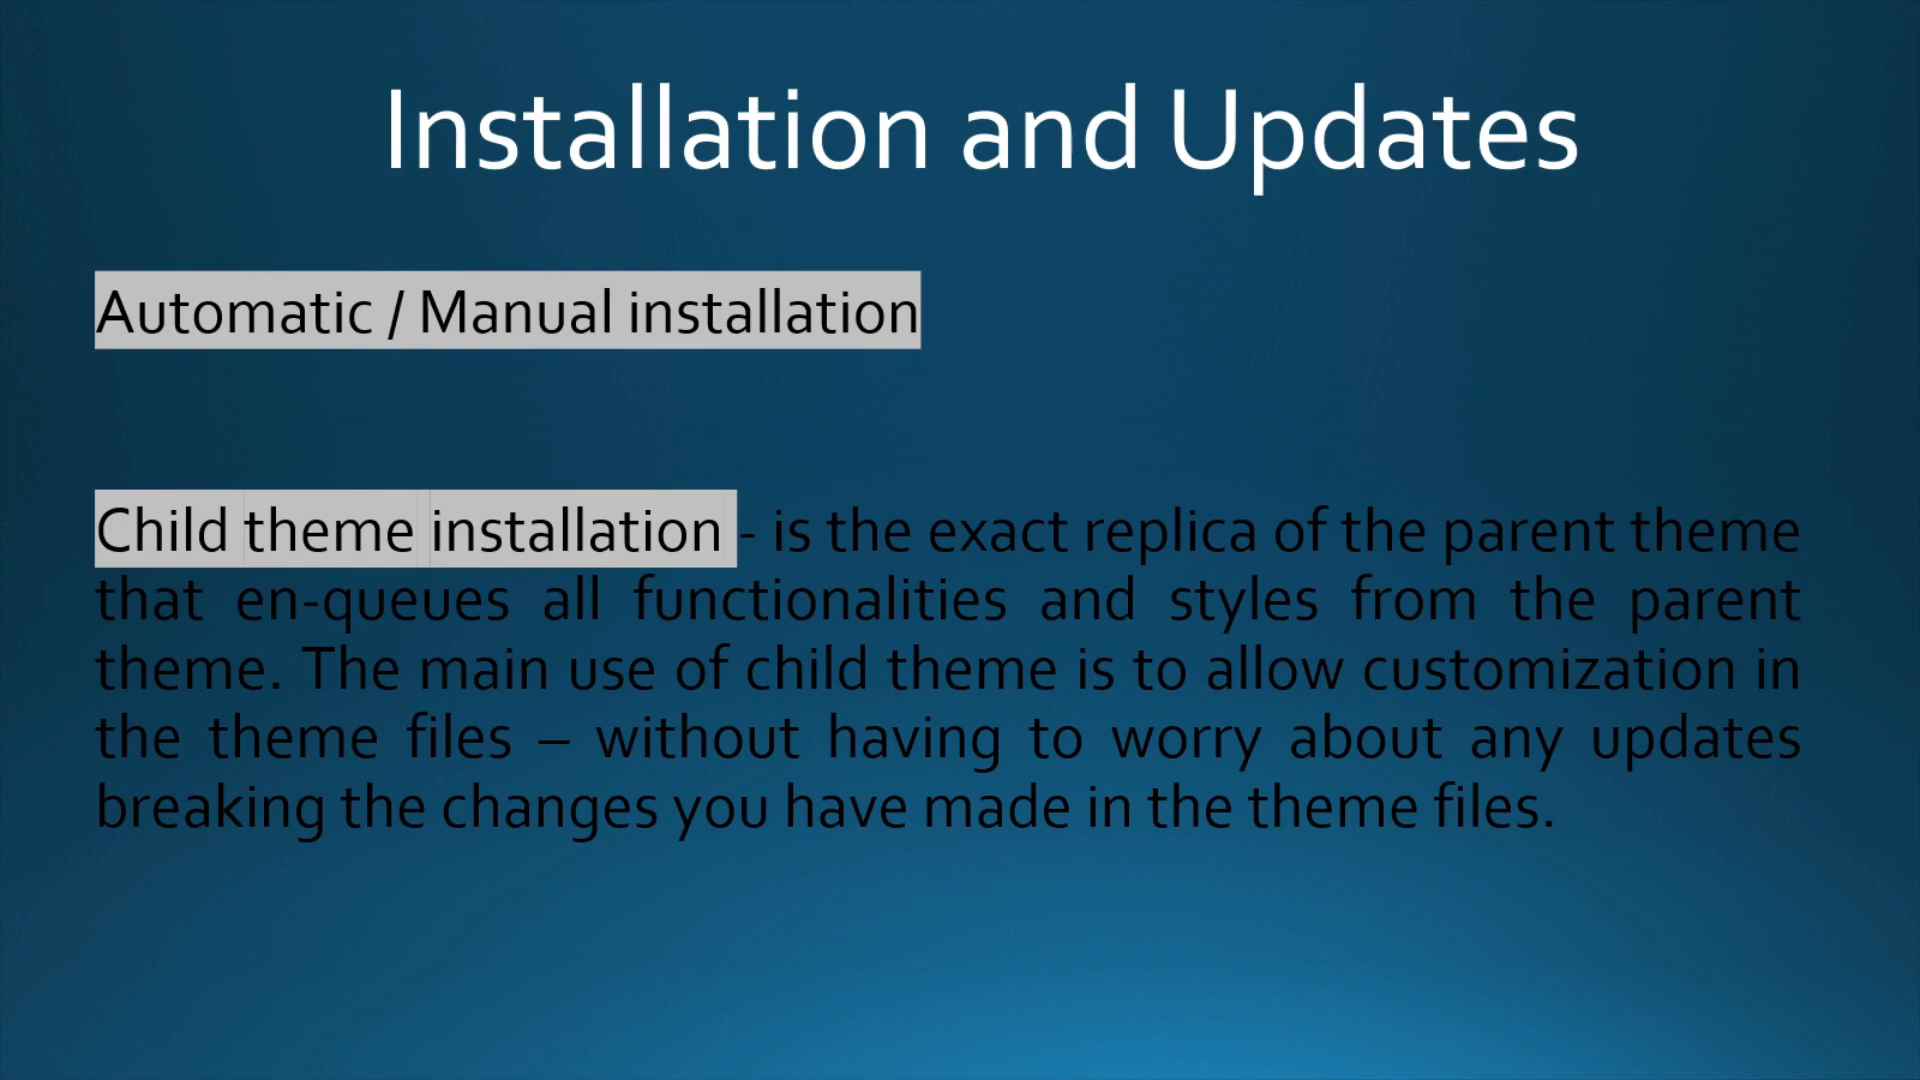 Installation and Updates
Automatic / Manual installation
Child theme installation - is the exact replica of the parent theme
that en-queues all functionalities and styles from the parent
theme. The main use of child theme is to allow customization in
the theme files – without having to worry about any updates
breaking the changes you have made in the theme files.